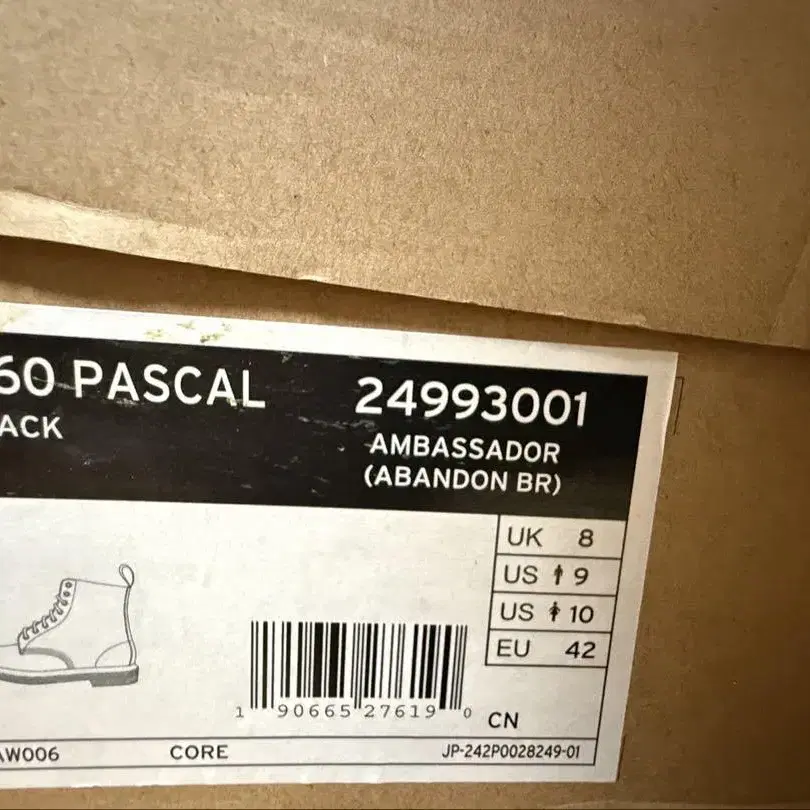 60 PASCAL 24993001
ACK AMBASSADOR
(ABANDON BR)
UK 8
US 9
US 10
EU 42
1 90665 27619 0 CN
AW006 CORE JP-242P0028249-01